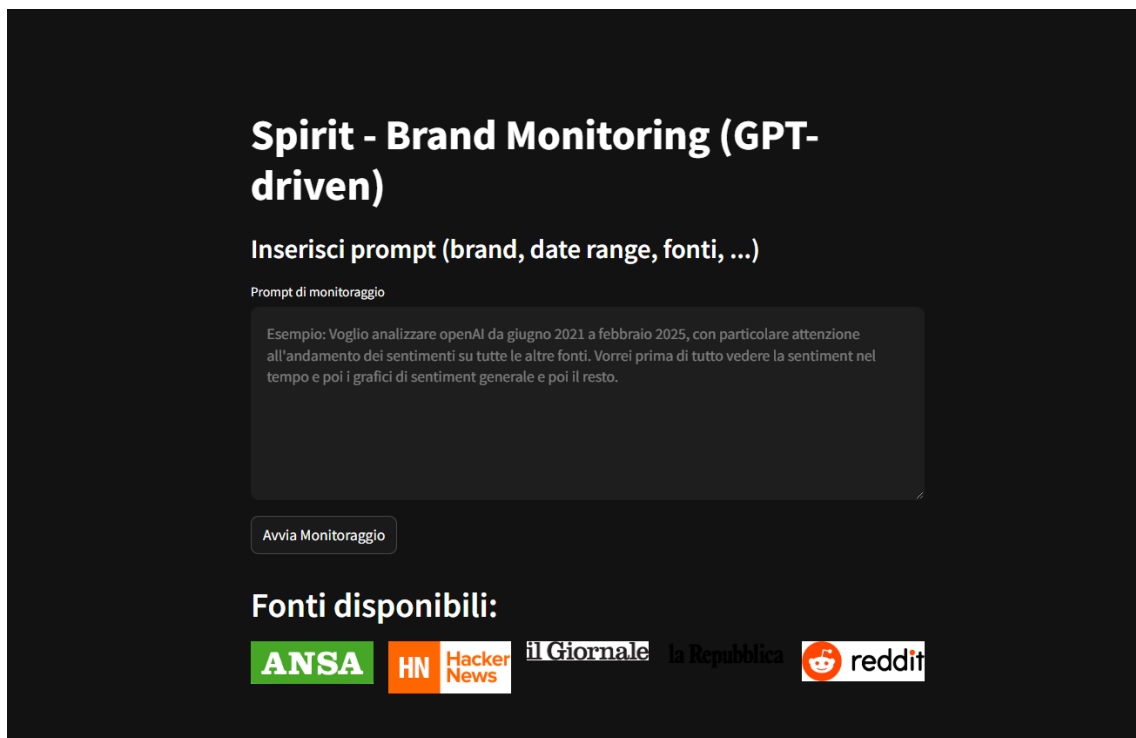 Spirit - Brand Monitoring (GPT-
driven)
Inserisci prompt (brand, date range, fonti, ...)
Prompt di monitoraggio
Esempio: Voglio analizzare openAI da giugno 2021 a febbraio 2025, con particolare attenzione
all'andamento dei sentimenti su tutte le altre fonti. Vorrei prima di tutto vedere la sentiment nel
tempo e poi i grafici di sentiment generale e poi il resto.
Avvia Monitoraggio
Fonti disponibili:
ANSA
HN Hacker
News
il Giornale
la Repubblica
reddit